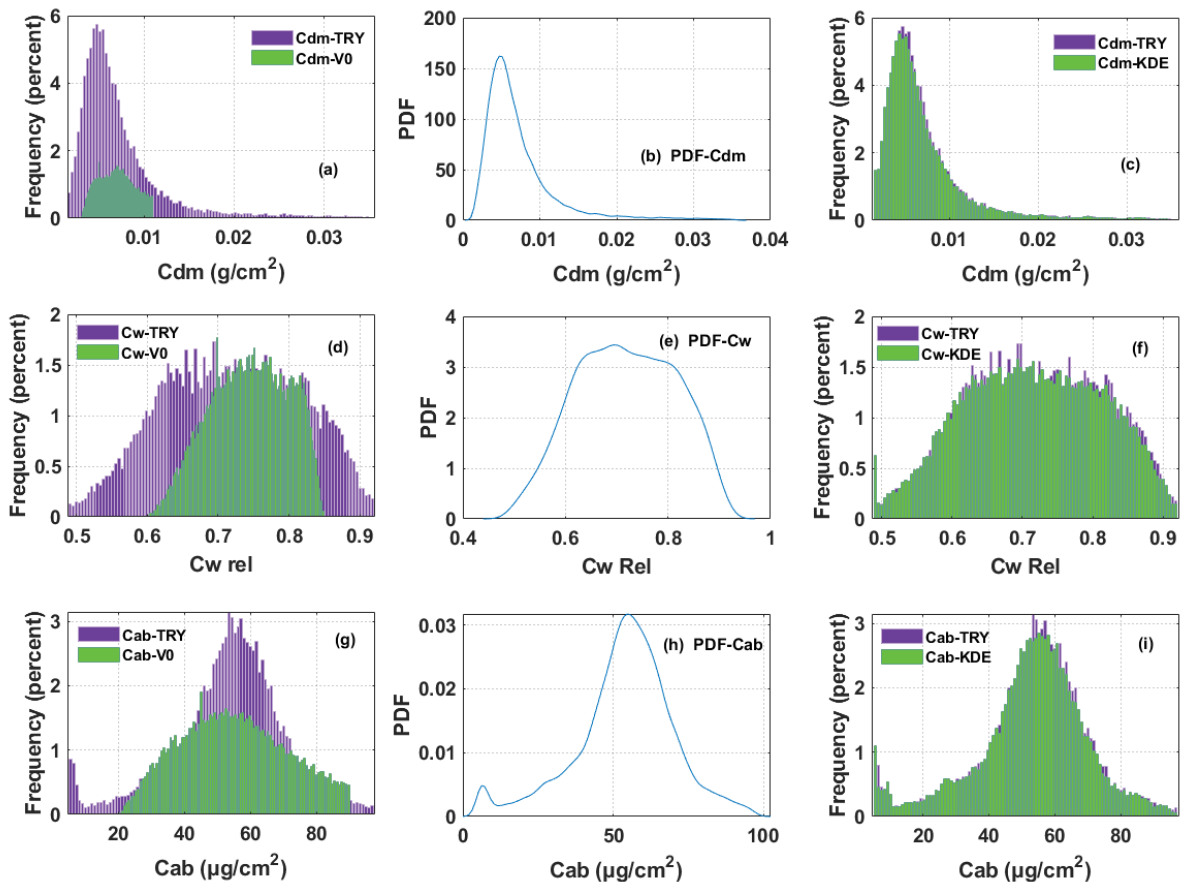 6
4
2
0
Frequency (percent)
Cdm-TRY
Cdm-V0
(a)
0.01
0.02
0.03
Cdm (g/cm²)
200
150
100
50
0
PDF
(b) PDF-Cdm
0
0.01
0.02
0.03
0.04
Cdm (g/cm²)
6
4
2
0
Frequency (percent)
Cdm-TRY
Cdm-KDE
(c)
0.01
0.02
0.03
Cdm (g/cm²)
2
1.5
1
0.5
0
Frequency (percent)
Cw-TRY
Cw-V0
(d)
0.5
0.6
0.7
0.8
0.9
Cw rel
4
3
2
1
0
PDF
(e) PDF-Cw
0.4
0.6
0.8
1
Cw Rel
2
1.5
1
0.5
0
Frequency (percent)
Cw-TRY
Cw-KDE
(f)
0.5
0.6
0.7
0.8
0.9
Cw Rel
3
2
1
0
Frequency (percent)
Cab-TRY
Cab-V0
(g)
20
40
60
80
Cab (µg/cm²)
0.03
0.02
0.01
0
PDF
(h) PDF-Cab
0
50
100
Cab (µg/cm²)
3
2
1
0
Frequency (percent)
Cab-TRY
Cab-KDE
(i)
20
40
60
80
Cab (µg/cm²)